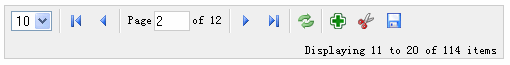 10 Page 2 of 12
Displaying 11 to 20 of 114 items